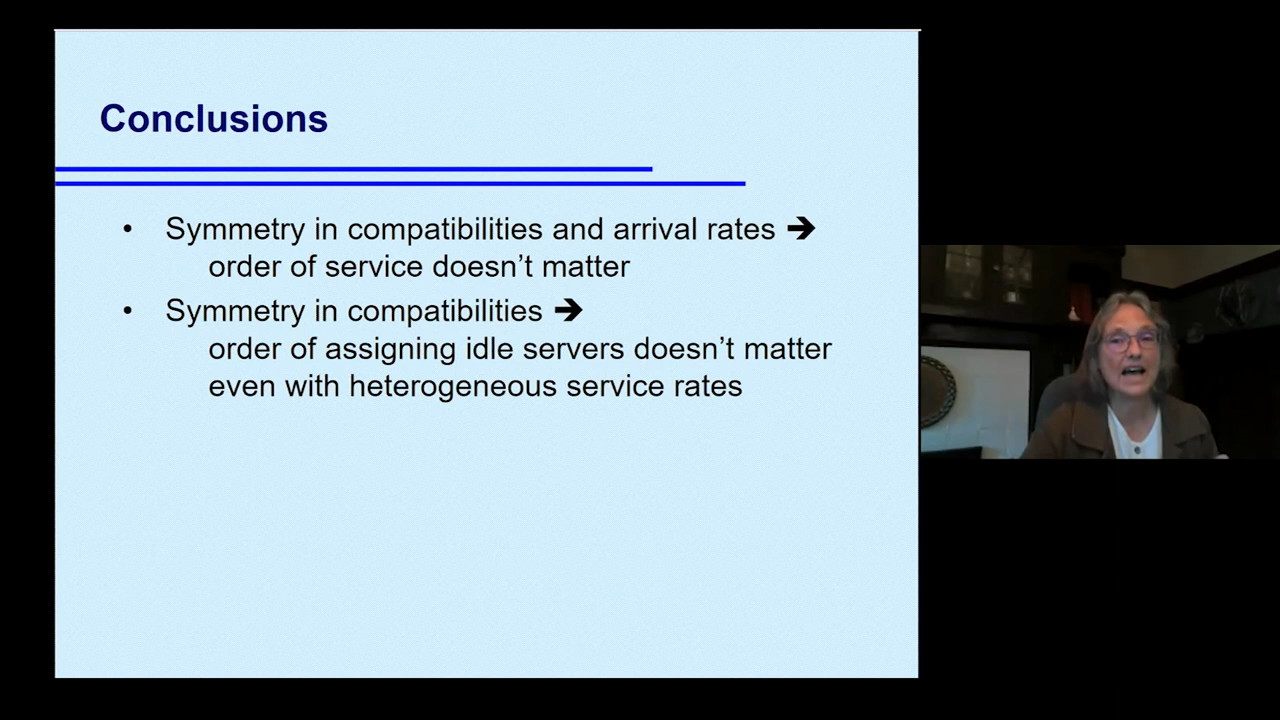 Conclusions
• Symmetry in compatibilities and arrival rates ➔
order of service doesn’t matter
• Symmetry in compatibilities ➔
order of assigning idle servers doesn’t matter
even with heterogeneous service rates